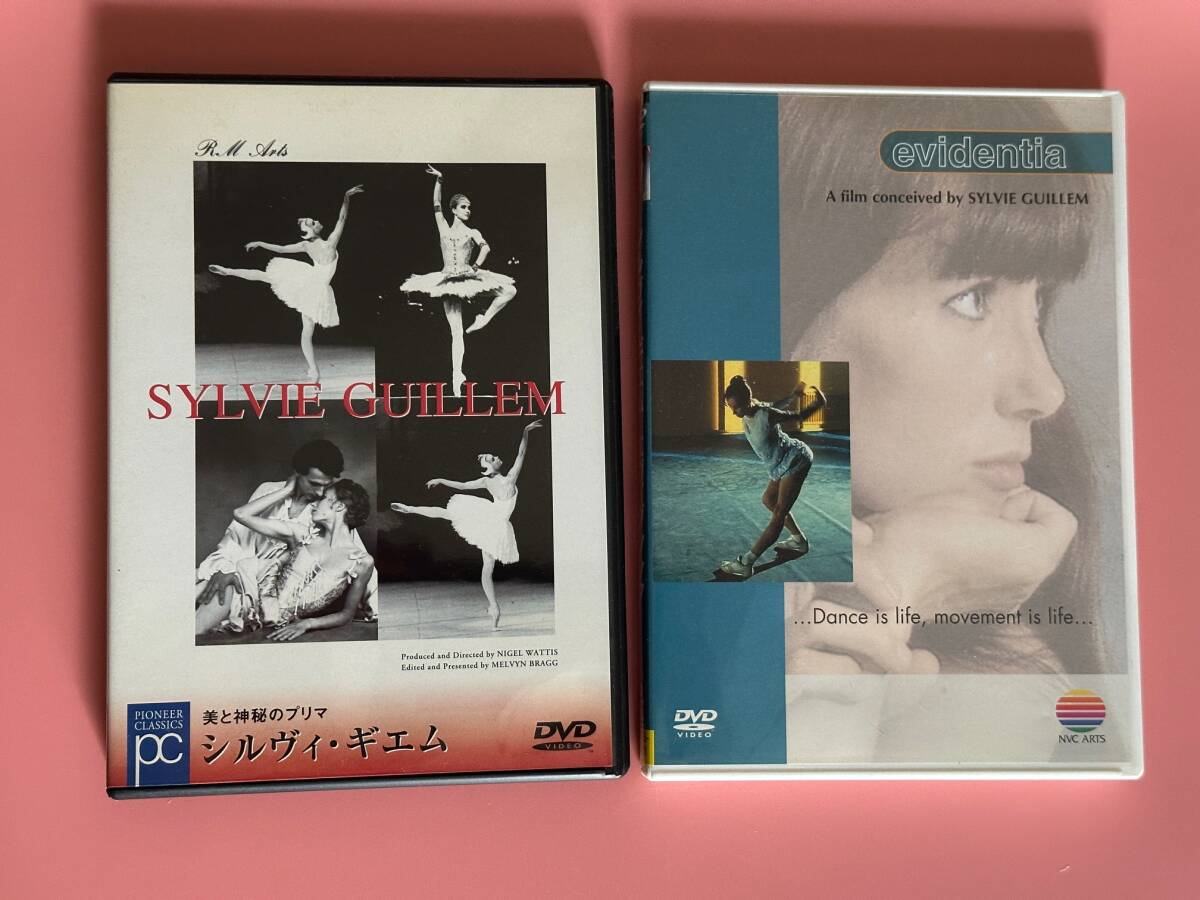 RM Arts
SYLVIE GUILLEM
Produced and Directed by NIGEL WATTIS
Edited and Presented by MELVYN BRAGG
PIONEER
CLASSICS
pc
美と神秘のプリマ
シルヴィ・ギエム
DVD
VIDEO
evidentia
A film conceived by SYLVIE GUILLEM
...Dance is life, movement is life...
DVD
VIDEO
NVC ARTS